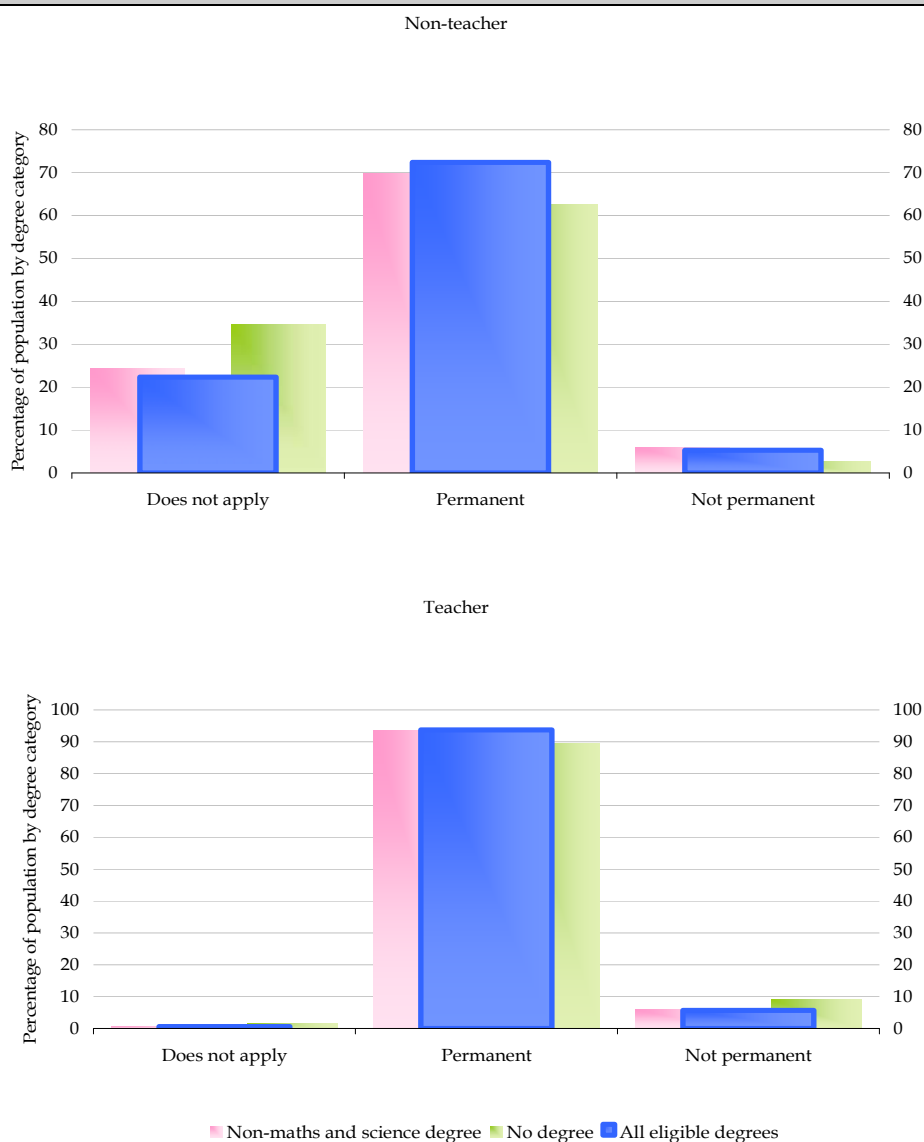 Non-teacher
Percentage of population by degree category
80 80
70 70
60 60
50 50
40 40
30 30
20 20
10 10
0 0
Does not apply Permanent Not permanent
Teacher
Percentage of population by degree category
100 100
90 90
80 80
70 70
60 60
50 50
40 40
30 30
20 20
10 10
0 0
Does not apply Permanent Not permanent
Non-maths and science degree No degree All eligible degrees